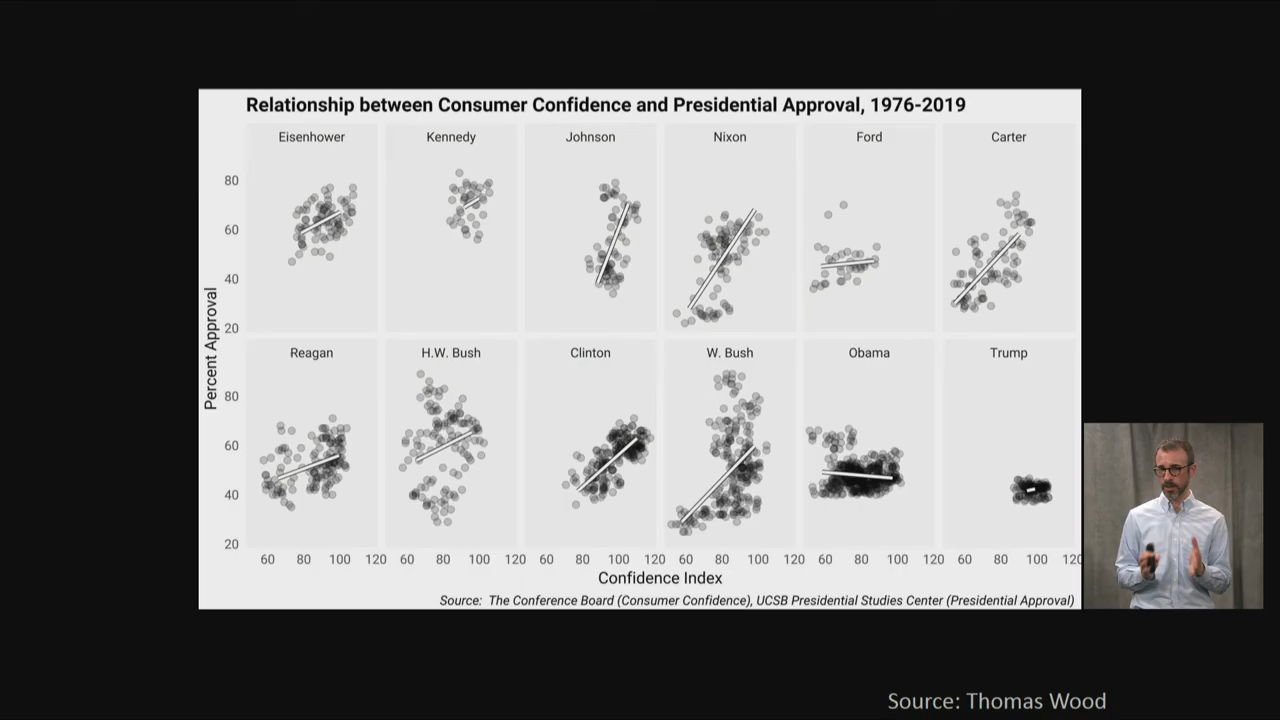 Relationship between Consumer Confidence and Presidential Approval, 1976-2019
Eisenhower Kennedy Johnson Nixon Ford Carter
80
60
40
20
Percent Approval
Reagan H.W. Bush Clinton W. Bush Obama Trump
80
60
40
20
60 80 100 120 60 80 100 120 60 80 100 120 60 80 100 120 60 80 100 120 60 80 100 120
Confidence Index
Source: The Conference Board (Consumer Confidence), UCSB Presidential Studies Center (Presidential Approval)
Source: Thomas Wood